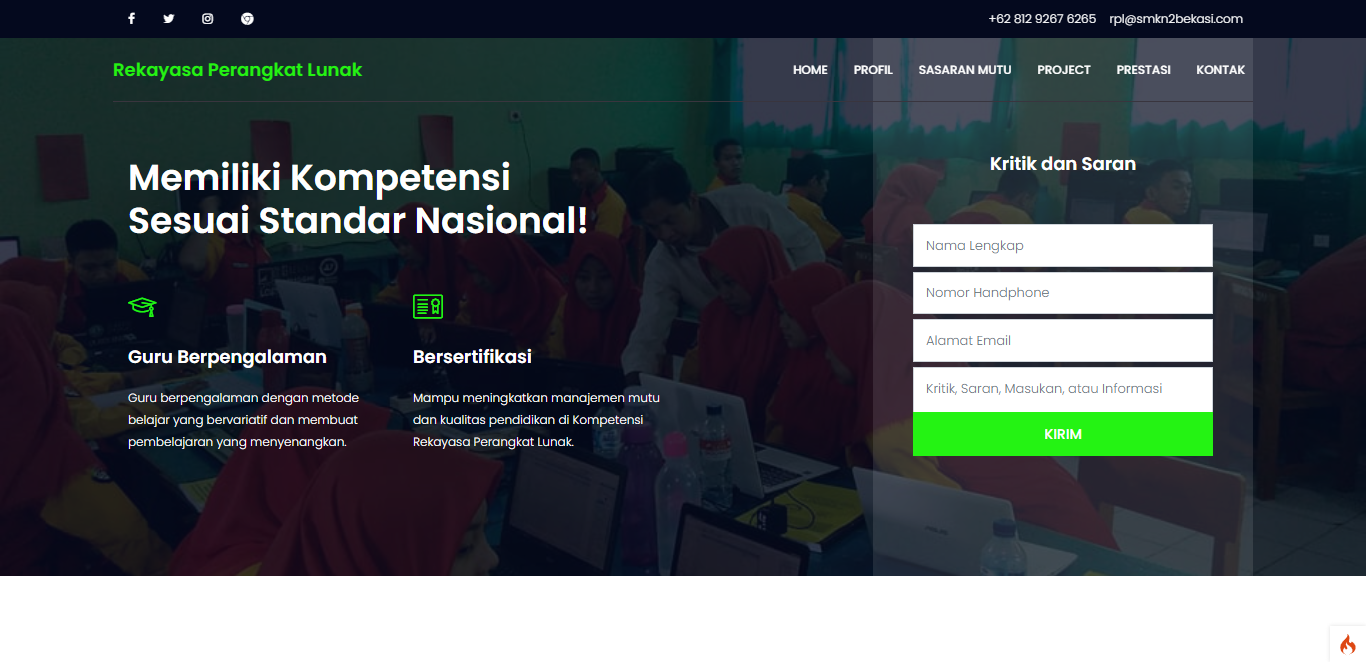 +62 812 9267 6265 rpl@smkn2bekasi.com
Rekayasa Perangkat Lunak
HOME PROFIL SASARAN MUTU PROJECT PRESTASI KONTAK
Memiliki Kompetensi
Sesuai Standar Nasional!
Guru Berpengalaman
Guru berpengalaman dengan metode
belajar yang bervariatif dan membuat
pembelajaran yang menyenangkan.
Bersertifikasi
Mampu meningkatkan manajemen mutu
dan kualitas pendidikan di Kompetensi
Rekayasa Perangkat Lunak.
Kritik dan Saran
Nama Lengkap
Nomor Handphone
Alamat Email
Kritik, Saran, Masukan, atau Informasi
KIRIM